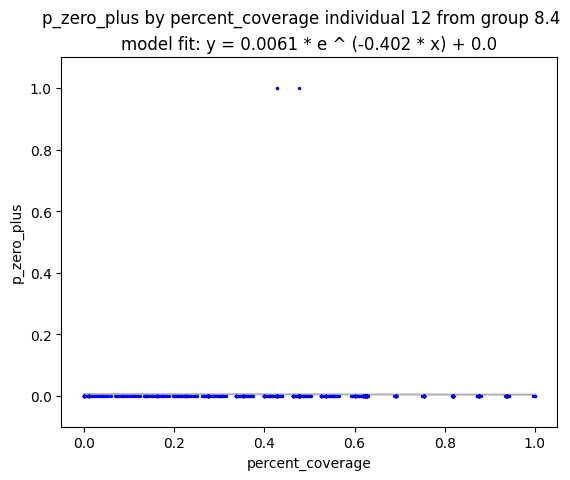 p_zero_plus by percent_coverage individual 12 from group 8.4
model fit: y = 0.0061 * e ^ (-0.402 * x) + 0.0
1.0
0.8
0.6
0.4
0.2
0.0
p_zero_plus
0.0 0.2 0.4 0.6 0.8 1.0
percent_coverage